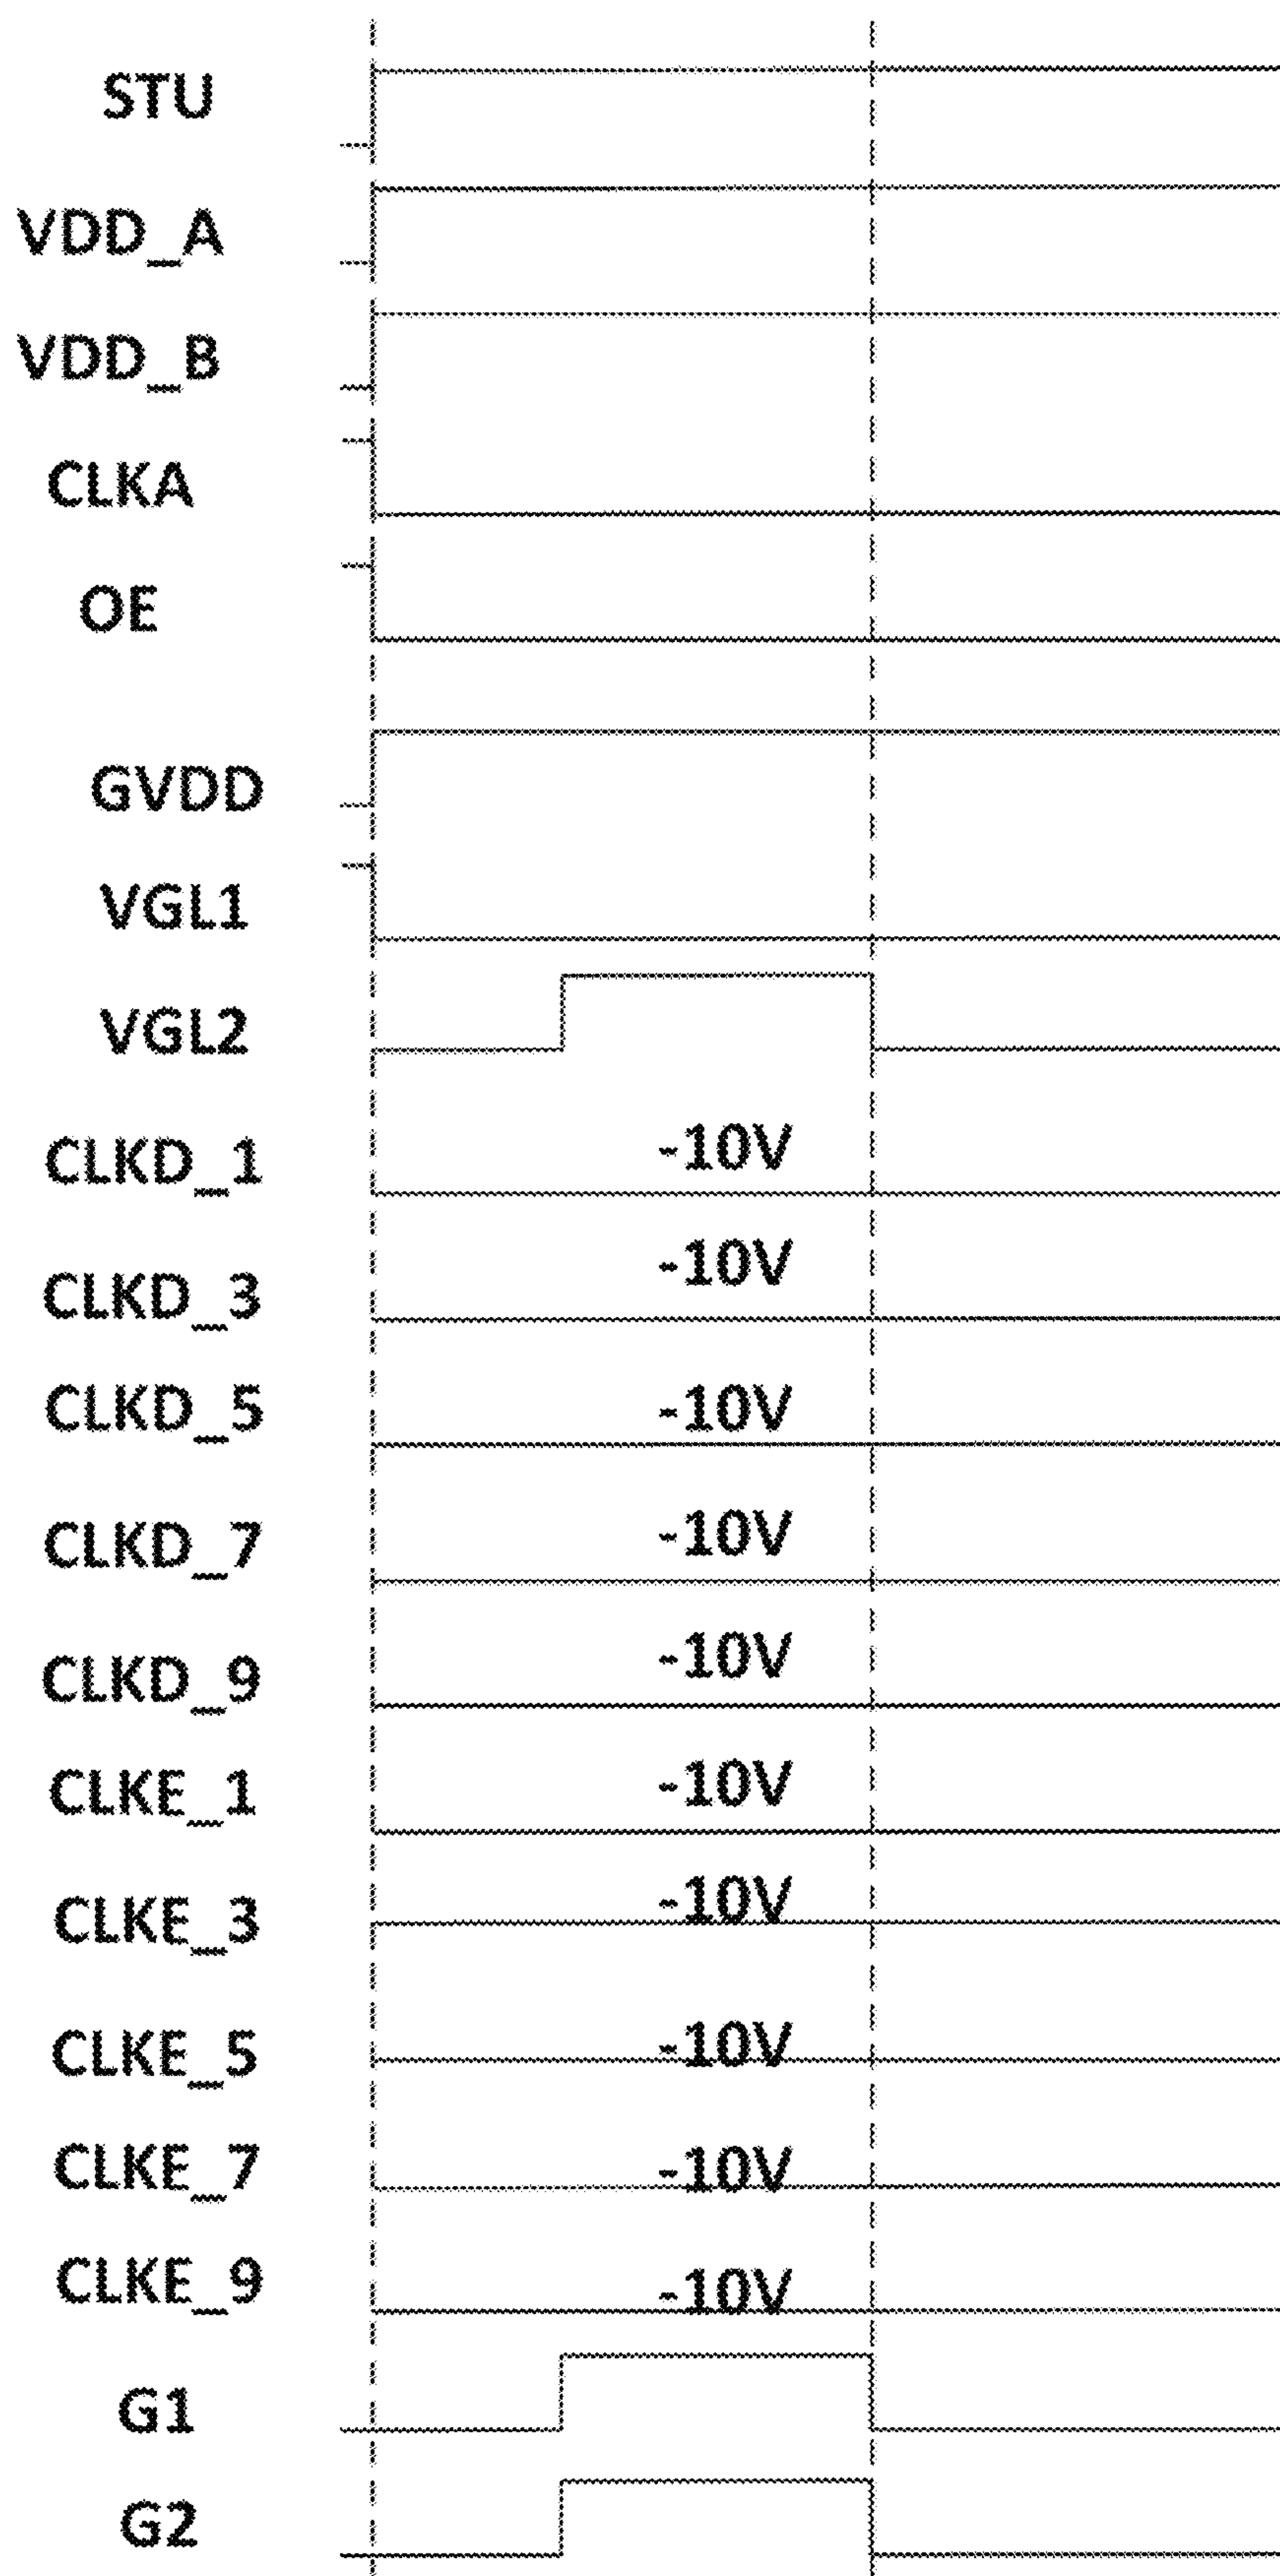 STU
VDD_A
VDD_B
CLKA
OE
GVDD
VGL1
VGL2
CLKD_1 -10V
CLKD_3 -10V
CLKD_5 -10V
CLKD_7 -10V
CLKD_9 -10V
CLKE_1 -10V
CLKE_3 -10V
CLKE_5 -10V
CLKE_7 -10V
CLKE_9 -10V
G1
G2